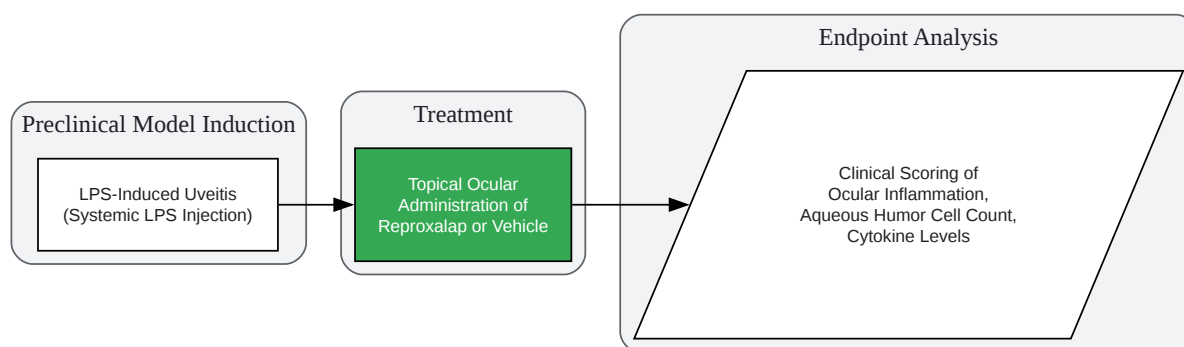 Preclinical Model Induction
LPS-Induced Uveitis
(Systemic LPS Injection)
Treatment
Topical Ocular
Administration of
Reproxalap or Vehicle
Endpoint Analysis
Clinical Scoring of
Ocular Inflammation,
Aqueous Humor Cell Count,
Cytokine Levels